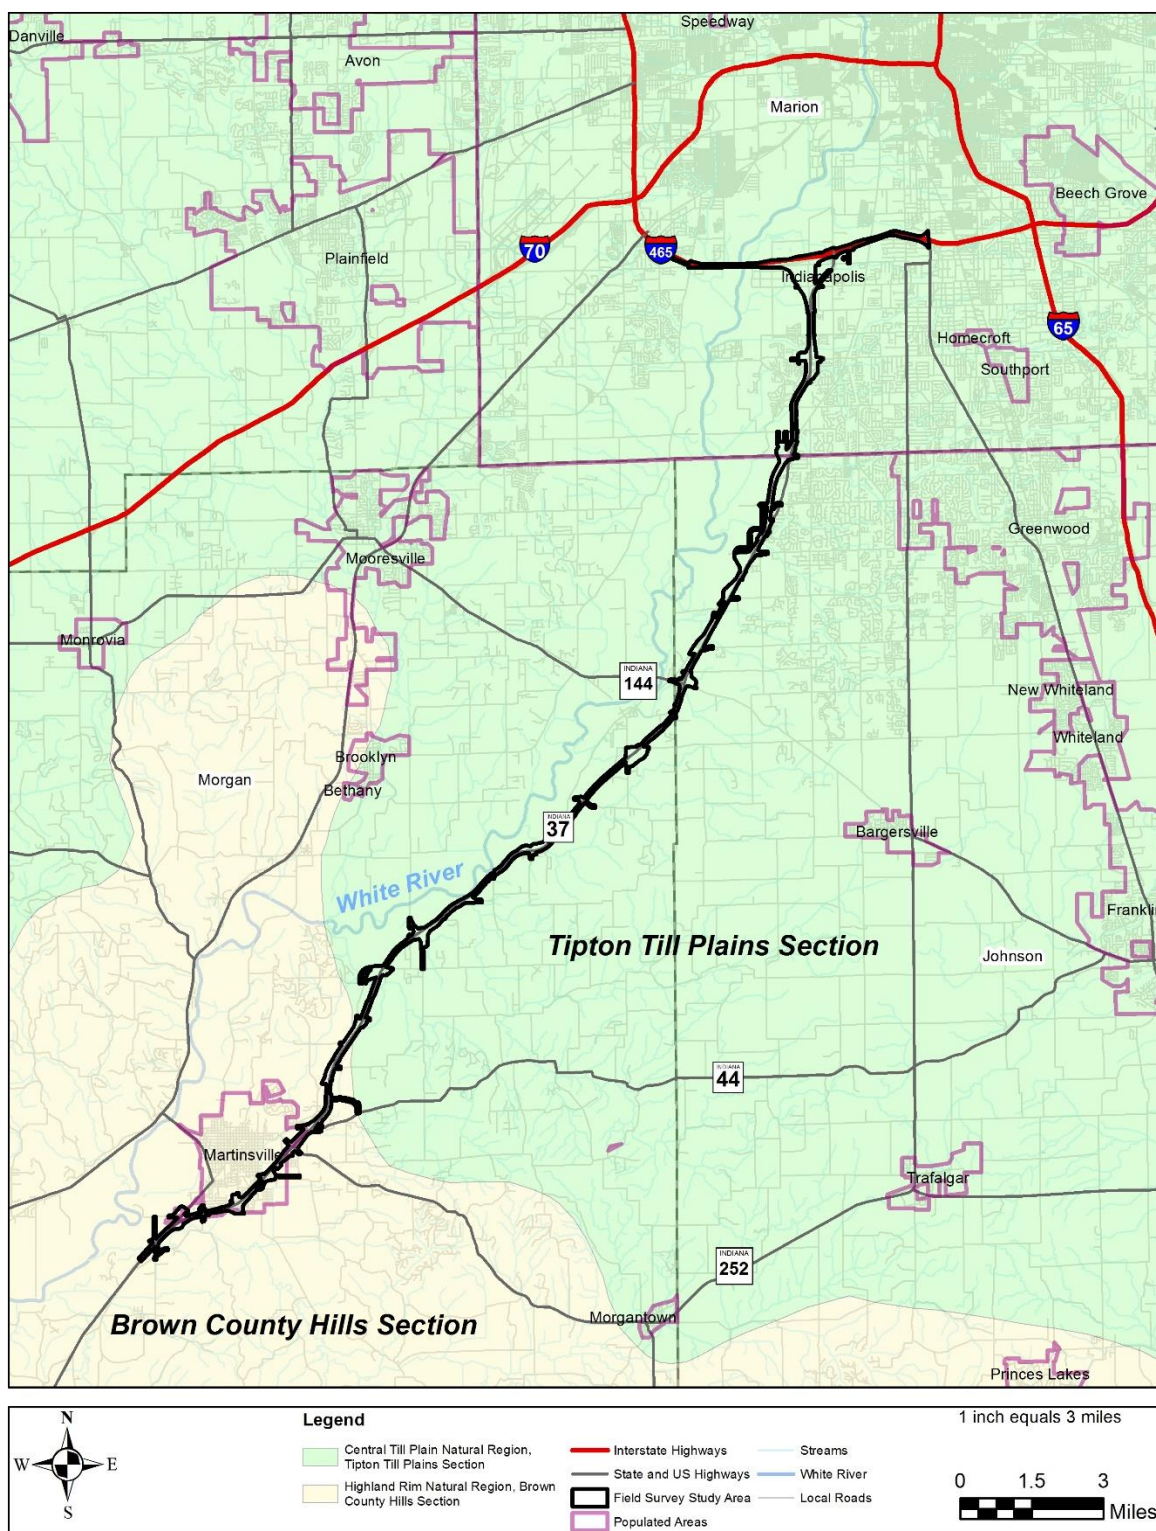 Speedway
Danville
Avon
Marion
Beech Grove
Plainfield
70
465
Indianapolis
65
Homecroft
Southport
Greenwood
Mooresville
Monrovia
INDIANA
144
New Whiteland
Whiteland
Brooklyn
Morgan
Bethany
INDIANA
37
Bargersville
White River
Franklin
Tipton Till Plains Section
Johnson
INDIANA
44
Martinsville
Trafalgar
INDIANA
252
Morgantown
Brown County Hills Section
Princes Lakes
N
W
E
S
Legend
Central Till Plain Natural Region,
Tipton Till Plains Section
Highland Rim Natural Region, Brown
County Hills Section
Interstate Highways
State and US Highways
Field Survey Study Area
Populated Areas
Streams
White River
Local Roads
1 inch equals 3 miles
0 1.5 3
Miles